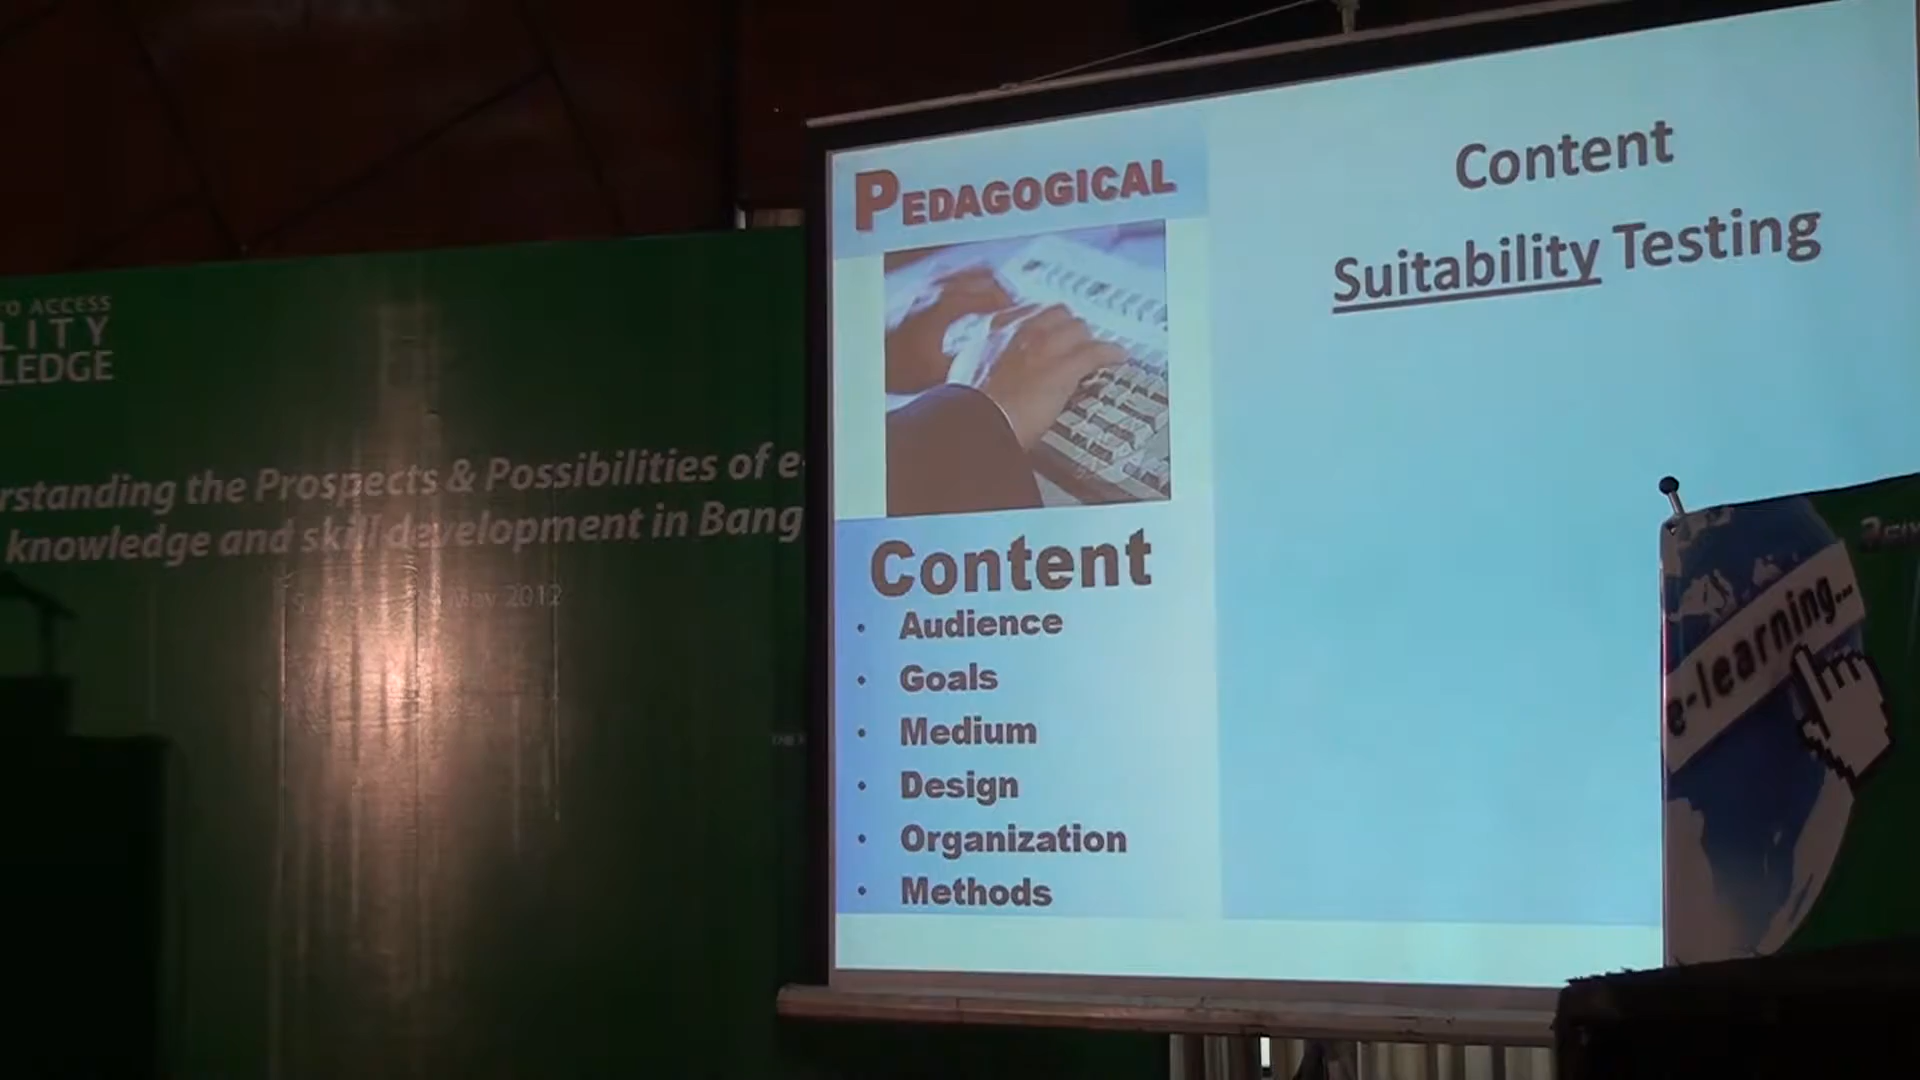 TO ACCESS
LITY
LEDGE
rstanding the Prospects & Possibilities of e-
knowledge and skill development in Bang
May 2012
PEDAGOGICAL
Content
• Audience
• Goals
• Medium
• Design
• Organization
• Methods
Content
Suitability Testing
e-learning...